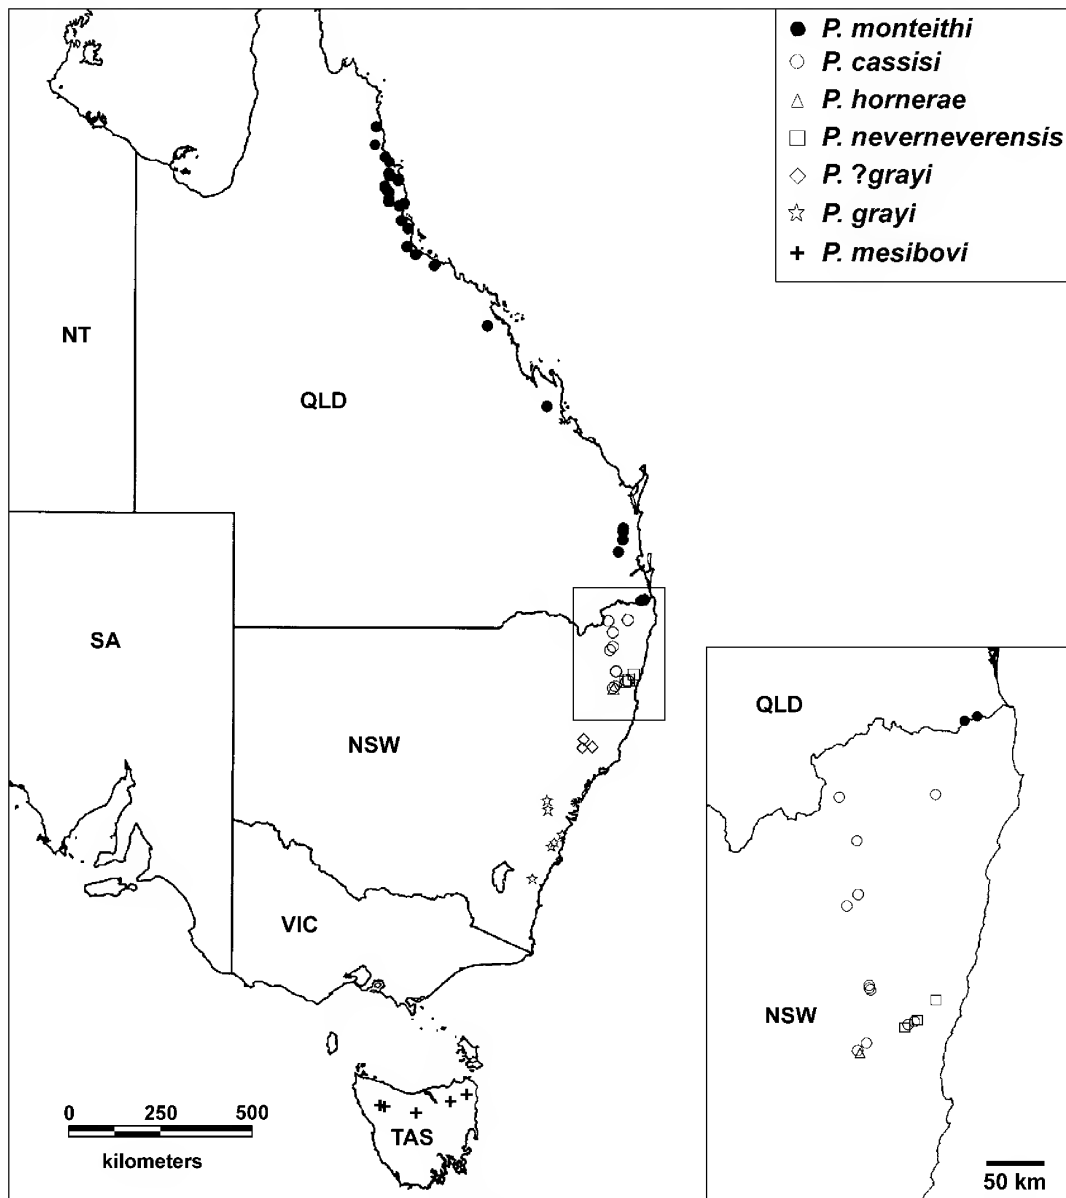 P. monteithi
P. cassisi
P. hornerae
P. neverneverensis
P. ?grayi
P. grayi
P. mesibovi
NT
QLD
SA
NSW
VIC
TAS
0 250 500
kilometers
QLD
NSW
50 km